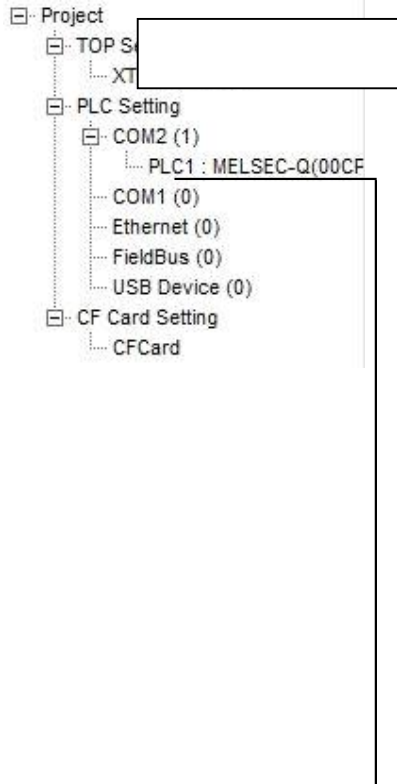 Project
TOP
XT
PLC Setting
COM2 (1)
PLC1 : MELSEC-Q(00CP
COM1 (0)
Ethernet (0)
FieldBus (0)
USB Device (0)
CF Card Setting
CFCard